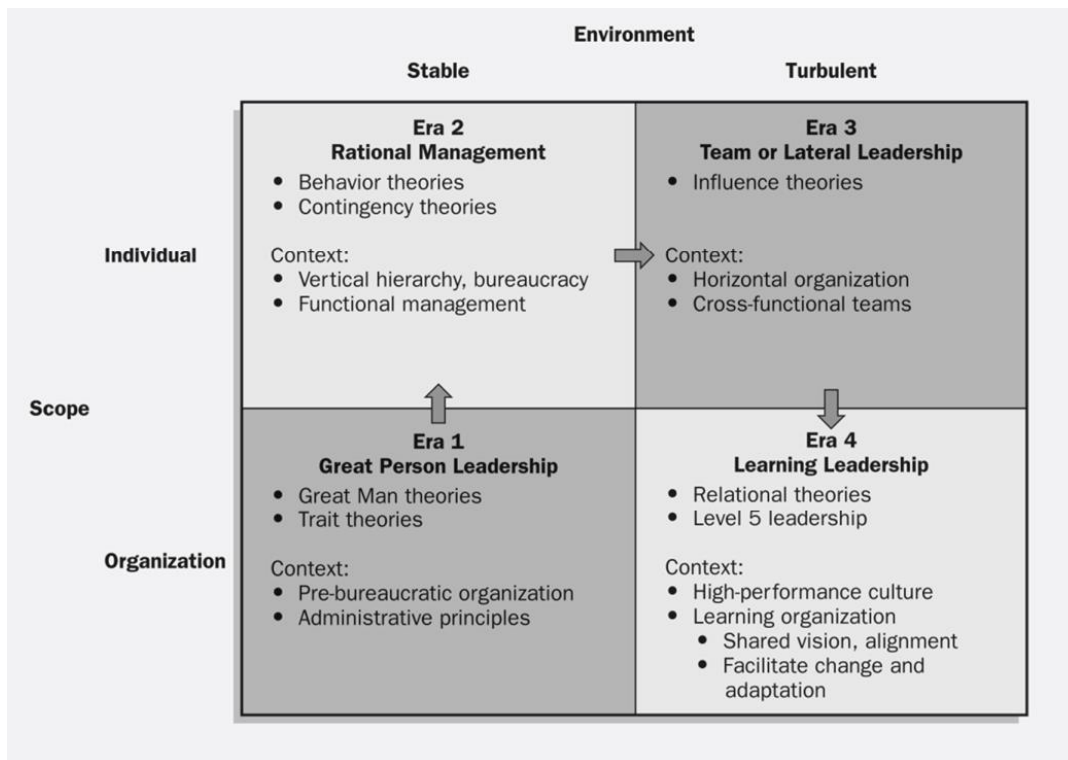 Environment
Stable
Turbulent
Era 2
Rational Management
• Behavior theories
• Contingency theories
Context:
• Vertical hierarchy, bureaucracy
• Functional management
Era 3
Team or Lateral Leadership
• Influence theories
Context:
• Horizontal organization
• Cross-functional teams
Individual
Scope
Era 1
Great Person Leadership
• Great Man theories
• Trait theories
Context:
• Pre-bureaucratic organization
• Administrative principles
Era 4
Learning Leadership
• Relational theories
• Level 5 leadership
Context:
• High-performance culture
• Learning organization
• Shared vision, alignment
• Facilitate change and
adaptation
Organization